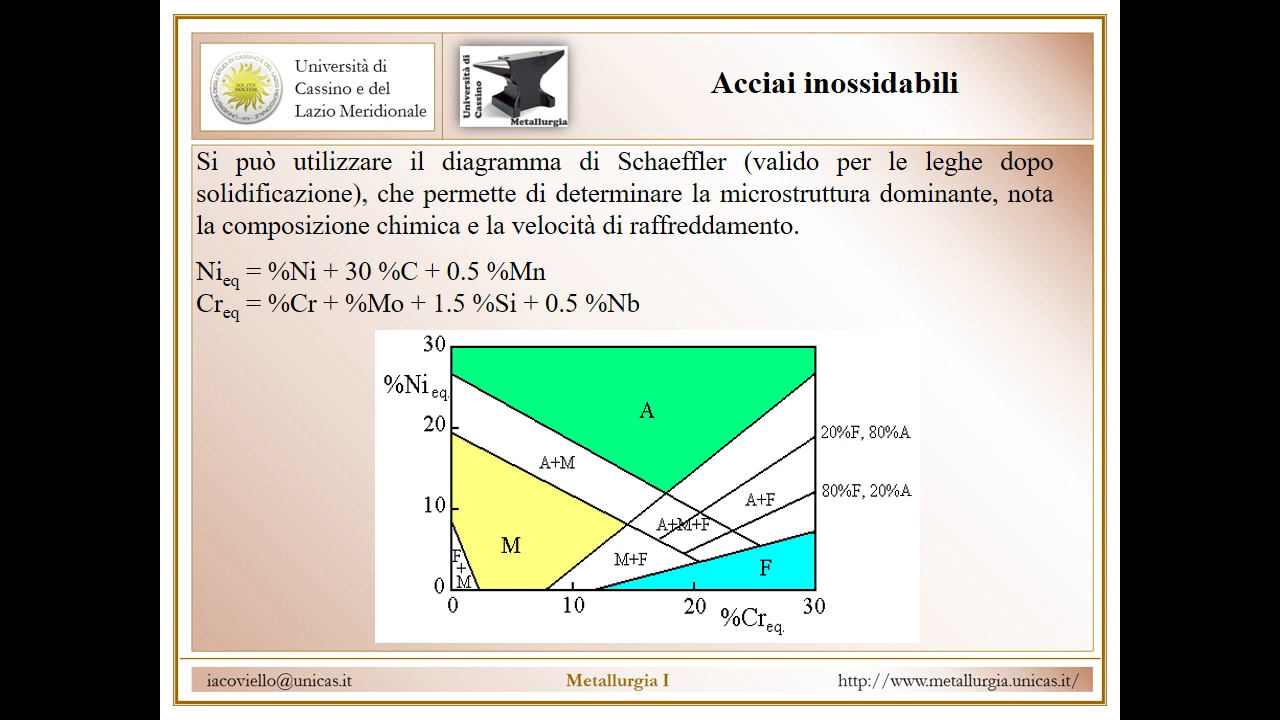 Università di
Cassino e del
Lazio Meridionale
Università di
Cassino
Metallurgia
Acciai inossidabili
Si può utilizzare il diagramma di Schaeffler (valido per le leghe dopo
solidificazione), che permette di determinare la microstruttura dominante, nota
la composizione chimica e la velocità di raffreddamento.
Ni eq = %Ni + 30 %C + 0.5 %Mn
Cr eq = %Cr + %Mo + 1.5 %Si + 0.5 %Nb
30
%Ni eq.
A
20
20%F, 80%A
A+M
80%F, 20%A
A+F
10
A+M+F
M
M+F
F
+
M
F
0
0
10
20
30
%Cr eq.
iacoviello@unicas.it
Metallurgia I
http://www.metallurgia.unicas.it/